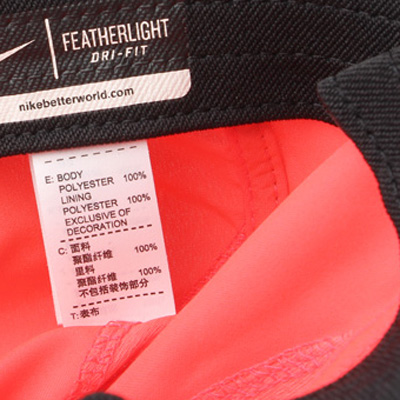 FEATHERLIGHT
DRI-FIT
nikebetterworld.com
E: BODY
POLYESTER 100%
LINING
POLYESTER 100%
EXCLUSIVE OF
DECORATION
C: 面料
聚酯纤维 100%
里料
聚酯纤维 100%
不包括装饰部分
T: 表布